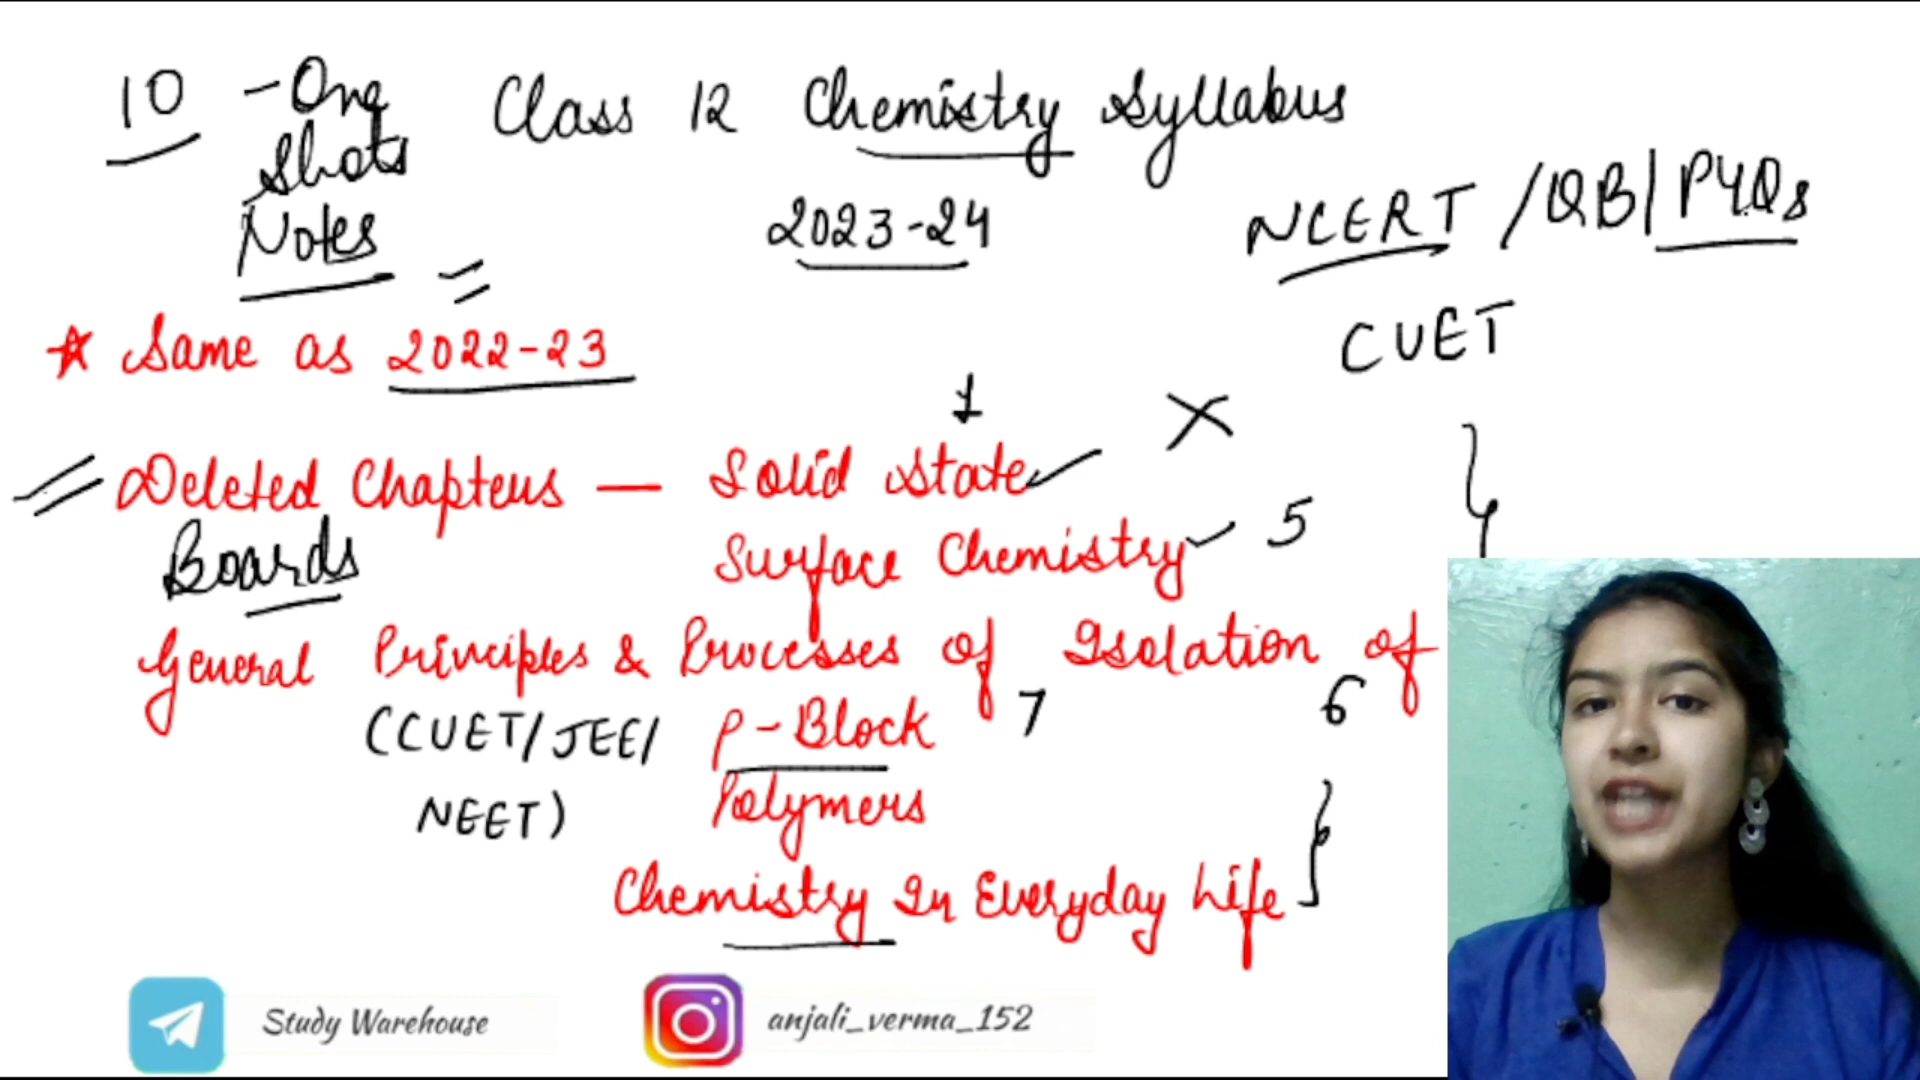 10 - One Shots Notes
Class 12 Chemistry Syllabus
2023-24
NCERT / QB / PYQs
CUET
Same as 2022-23
1
Deleted Chapters — Solid State
Boards
Surface Chemistry 5
General Principles & Processes of Isolation of
6
(CUET/JEE/
NEET)
P-Block 7
Polymers
Chemistry In Everyday Life
Study Warehouse
anjali_verma_152